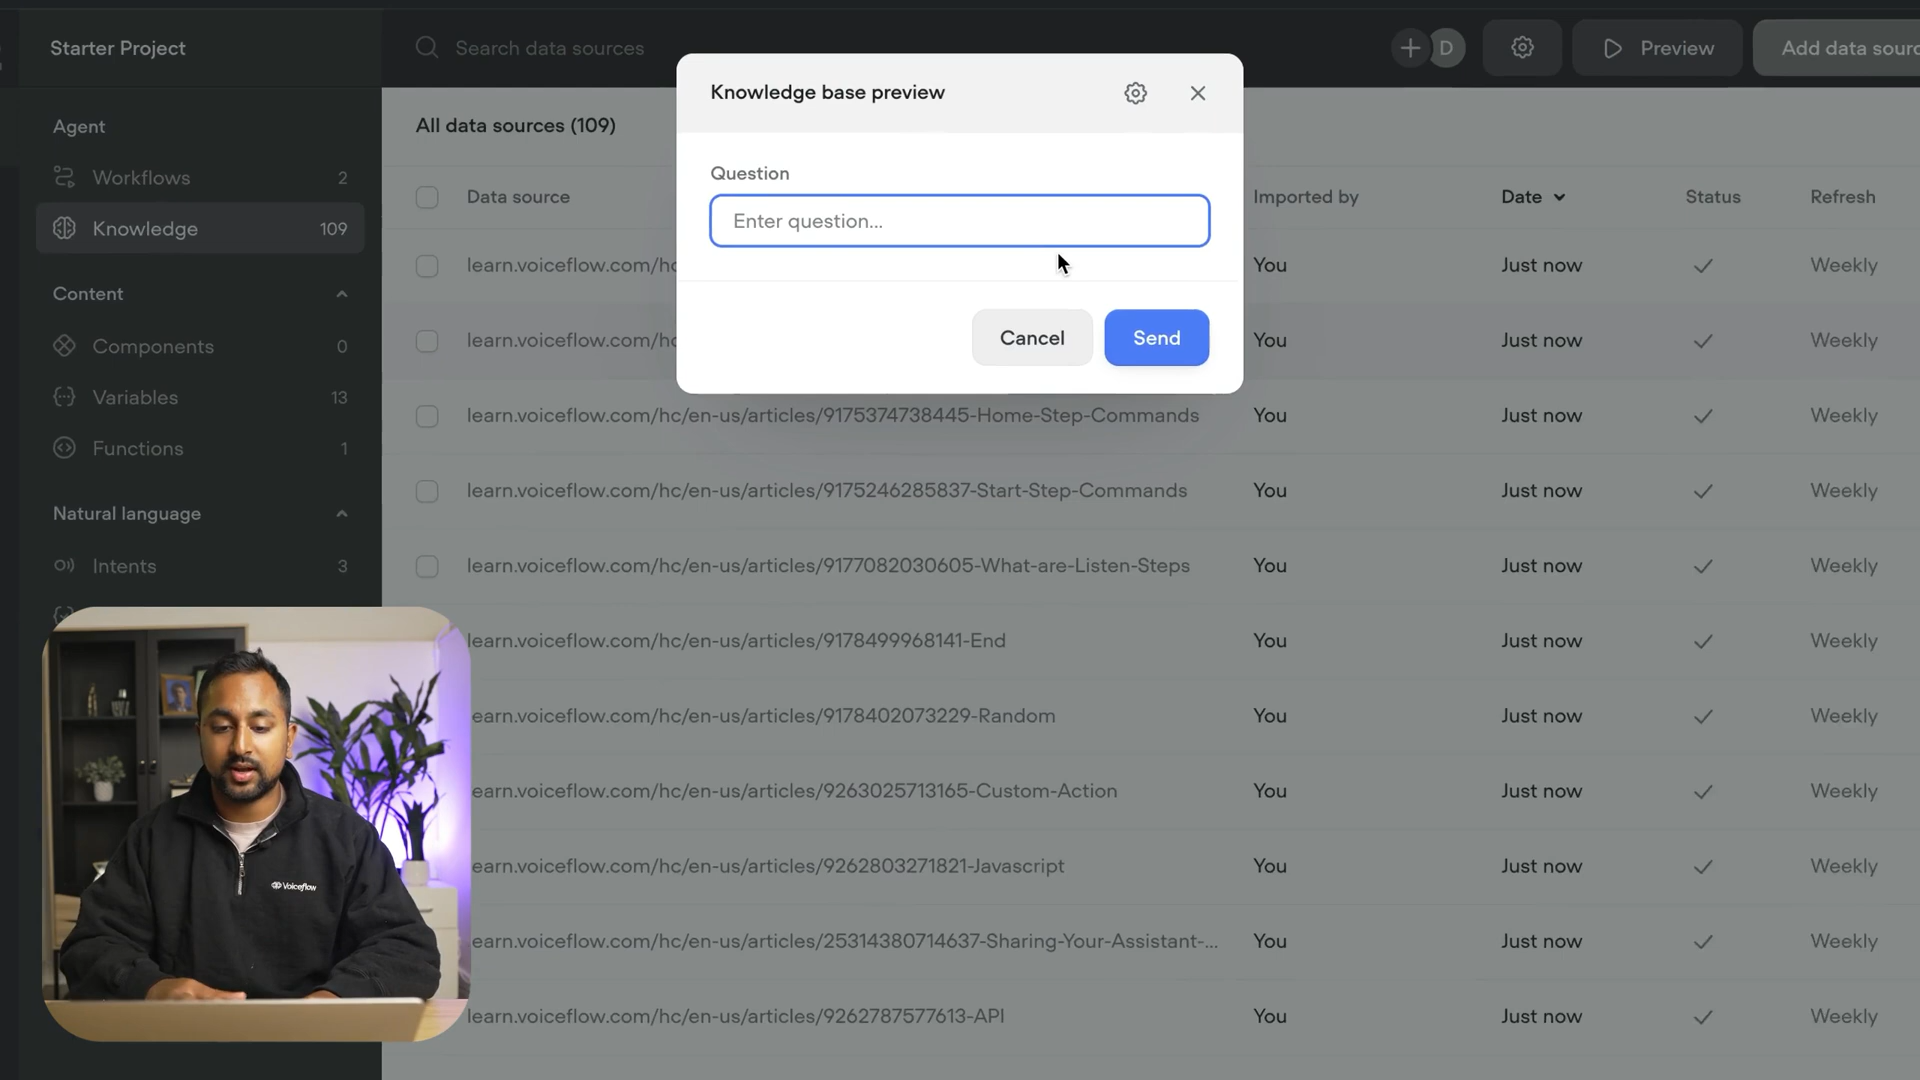 Starter Project
Search data sources
D
Preview
Add data sourc
Knowledge base preview
Question
Enter question...
Cancel
Send
Agent
Workflows 2
Knowledge 109
Content
Components 0
Variables 13
Functions 1
Natural language
Intents 3
All data sources (109)
Data source Imported by Date Status Refresh
learn.voiceflow.com/hc You Just now Weekly
learn.voiceflow.com/hc You Just now Weekly
learn.voiceflow.com/hc/en-us/articles/9175374738445-Home-Step-Commands You Just now Weekly
learn.voiceflow.com/hc/en-us/articles/9175246285837-Start-Step-Commands You Just now Weekly
learn.voiceflow.com/hc/en-us/articles/9177082030605-What-are-Listen-Steps You Just now Weekly
learn.voiceflow.com/hc/en-us/articles/9178499968141-End You Just now Weekly
earn.voiceflow.com/hc/en-us/articles/9178402073229-Random You Just now Weekly
earn.voiceflow.com/hc/en-us/articles/9263025713165-Custom-Action You Just now Weekly
earn.voiceflow.com/hc/en-us/articles/9262803271821-Javascript You Just now Weekly
earn.voiceflow.com/hc/en-us/articles/25314380714637-Sharing-Your-Assistant-... You Just now Weekly
learn.voiceflow.com/hc/en-us/articles/9262787577613-API You Just now Weekly
Voiceflow